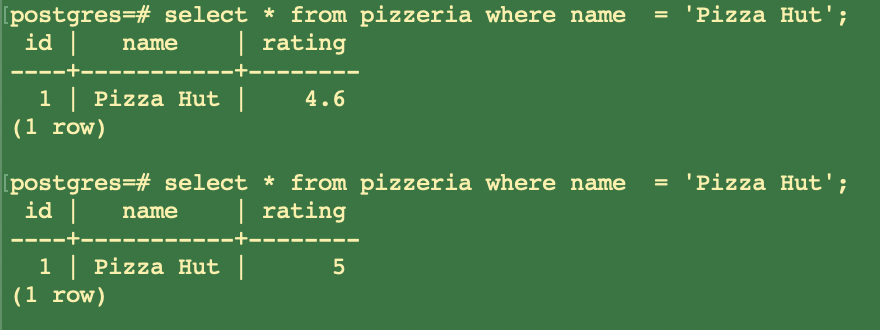 [postgres=# select * from pizzeria where name  = 'Pizza Hut';
 id |   name    | rating
----+-----------+--------
  1 | Pizza Hut |    4.6
(1 row)

[postgres=# select * from pizzeria where name  = 'Pizza Hut';
 id |   name    | rating
----+-----------+--------
  1 | Pizza Hut |      5
(1 row)